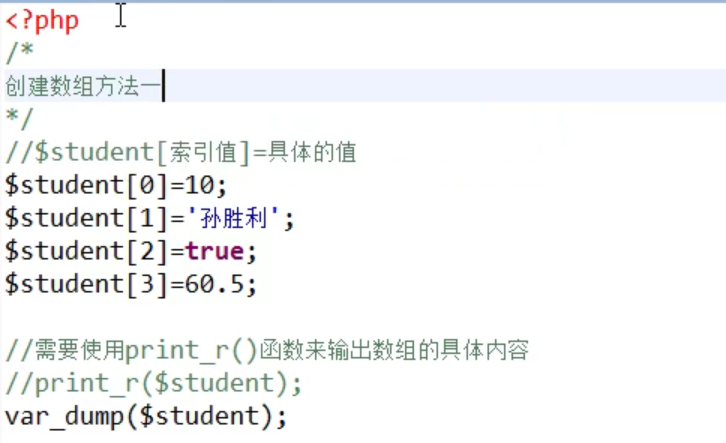 <?php
/*
创建数组方法一
*/
//$student[索引值]=具体的值
$student[0]=10;
$student[1]='孙胜利';
$student[2]=true;
$student[3]=60.5;
//需要使用print_r()函数来输出数组的具体内容
//print_r($student);
var_dump($student);